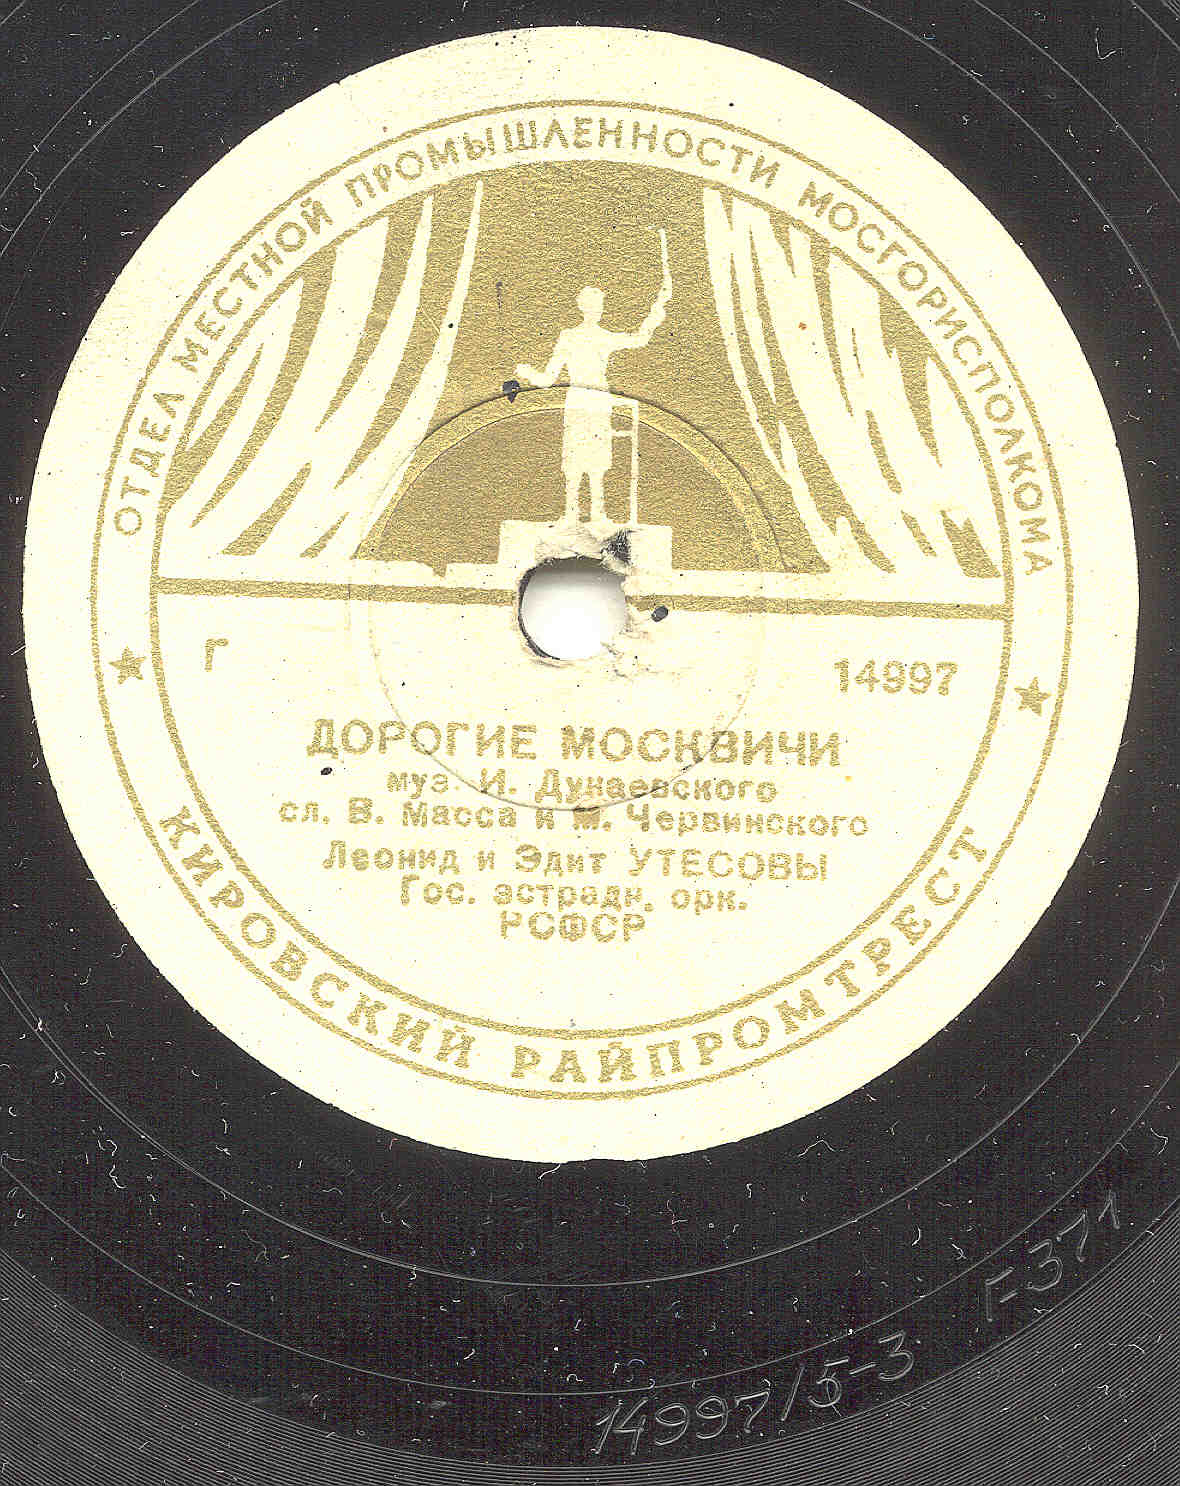 ОТДЕЛ МЕСТНОЙ ПРОМЫШЛЕННОСТИ МОСГОРИСПОЛКОМА
Г 14997
ДОРОГИЕ МОСКВИЧИ
муз. И. Дунаевского
сл. В. Масса и М. Червинского
Леонид и Эдит УТЕСОВЫ
Гос. эстрадн. орк.
РСФСР
КИРОВСКИЙ РАЙПРОМТРЕСТ
14997/5-3 Г-371